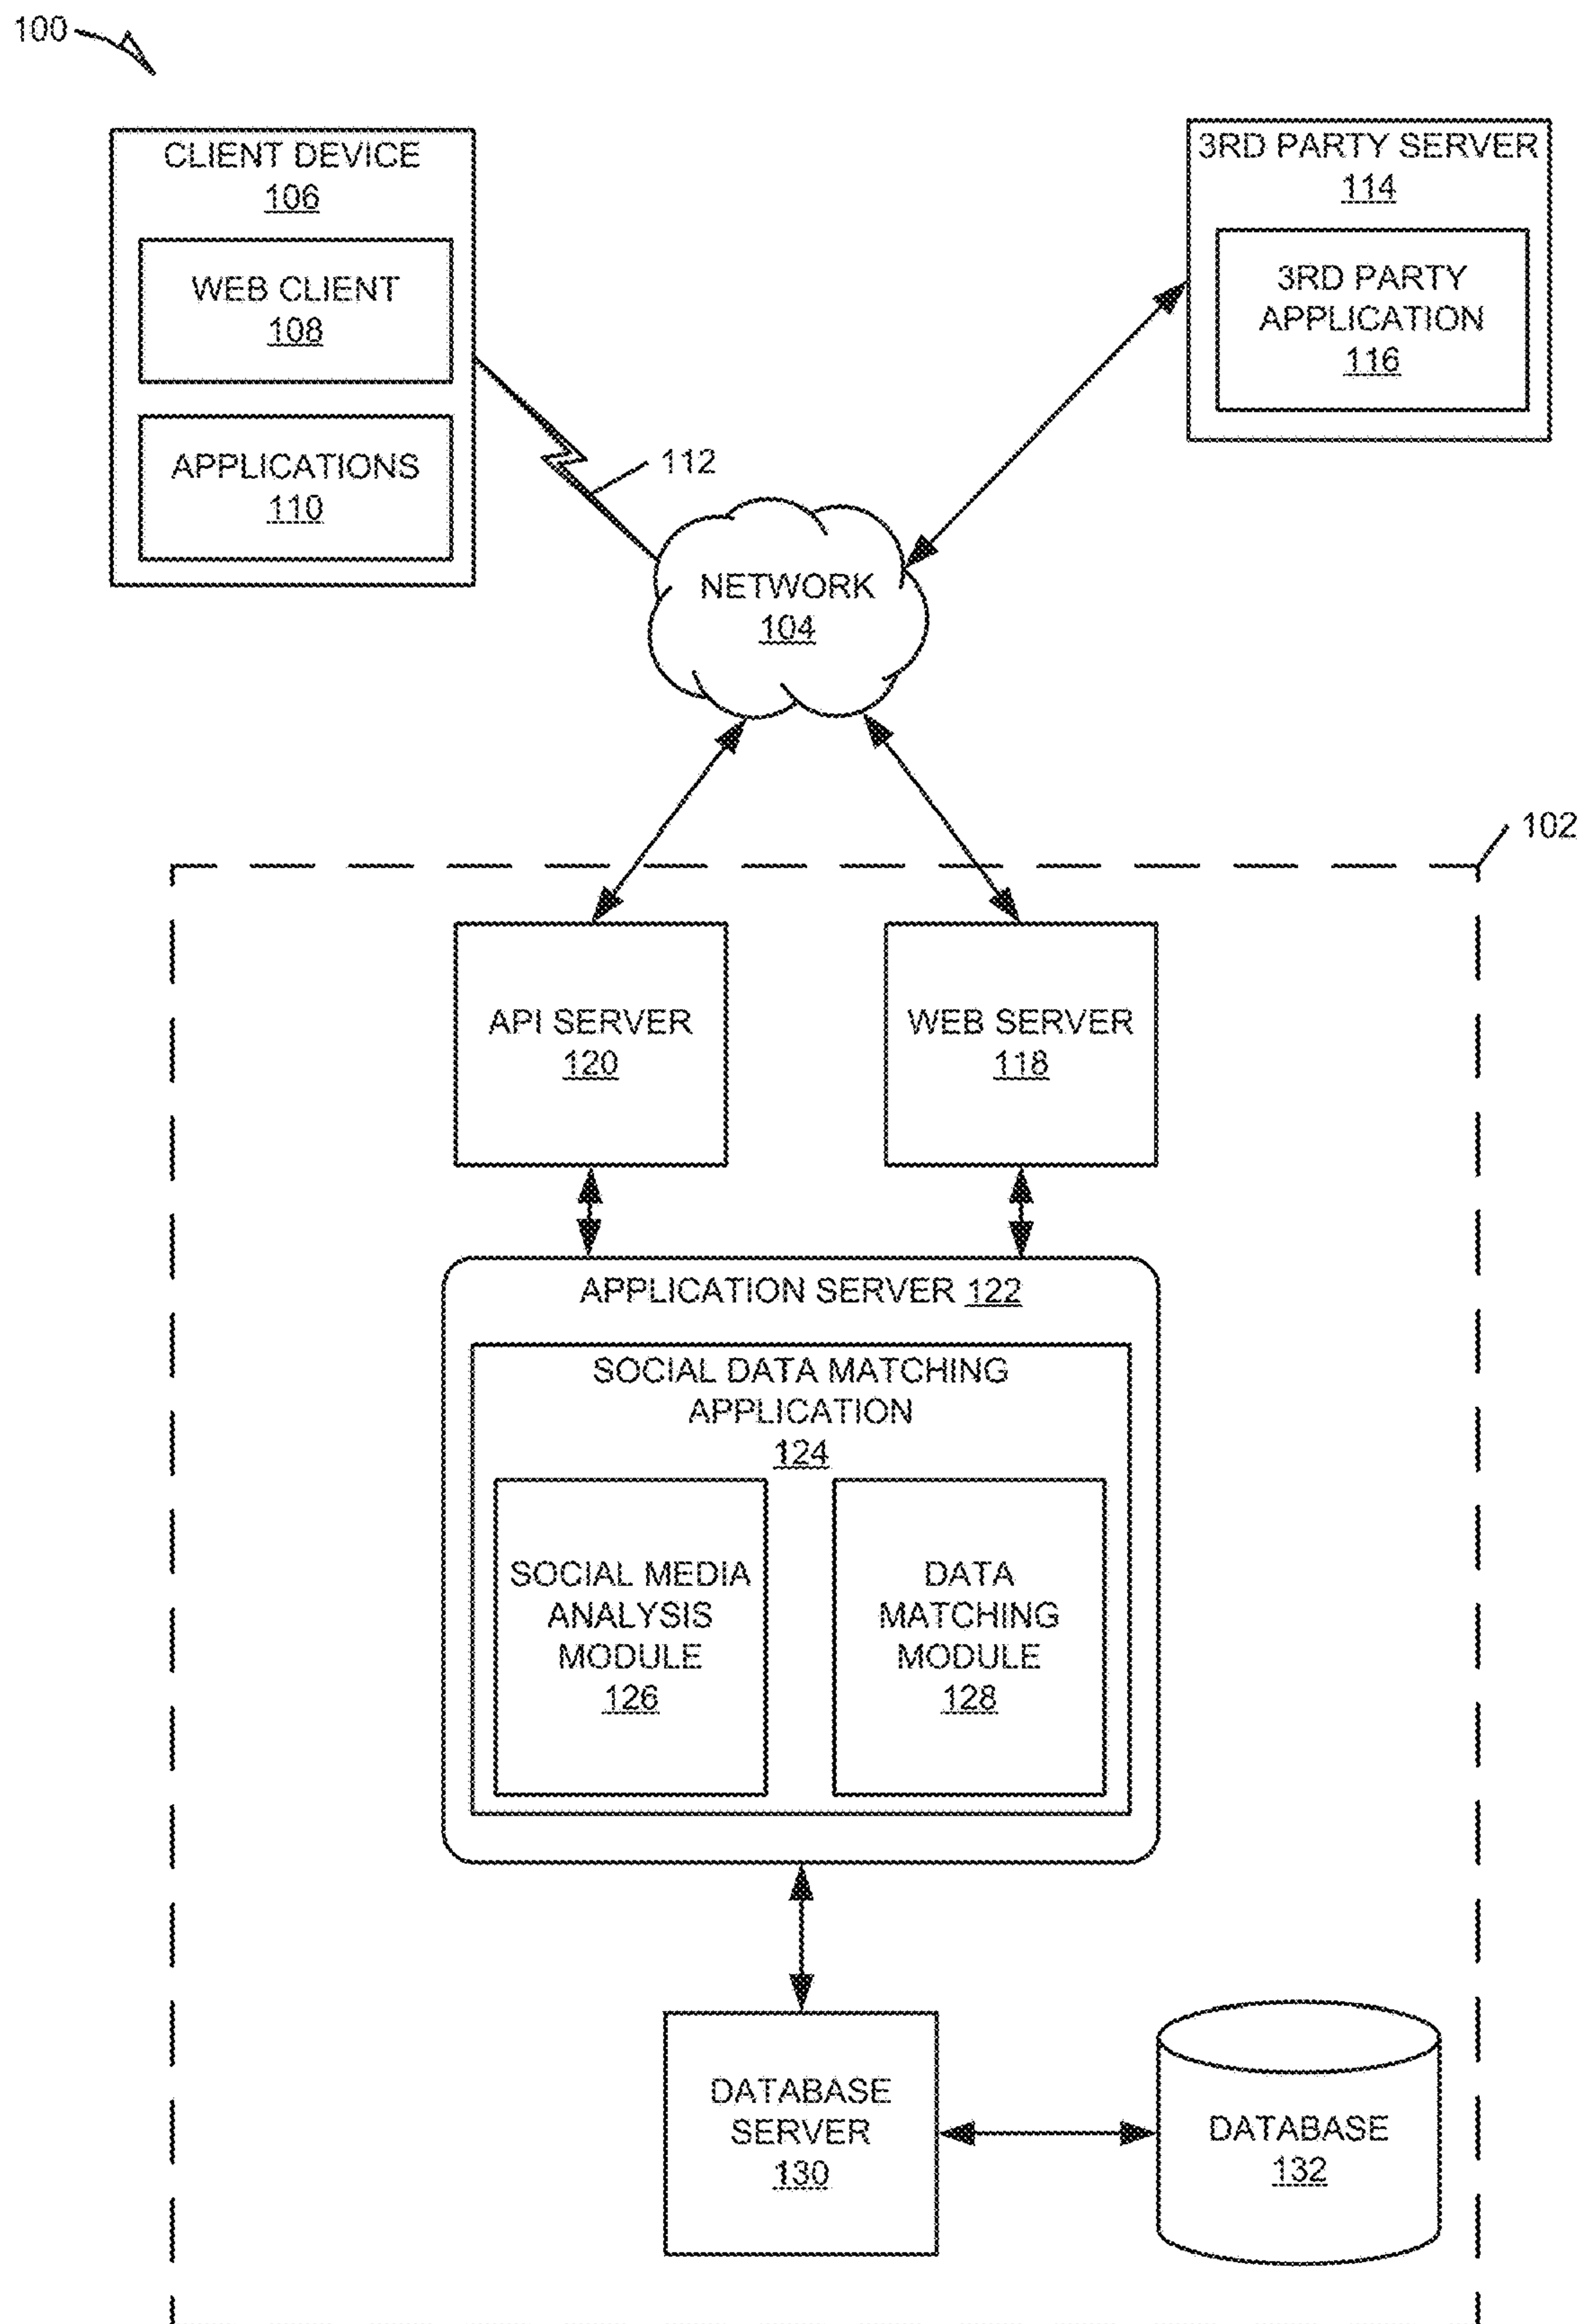 100
CLIENT DEVICE
106
WEB CLIENT
108
APPLICATIONS
110
3RD PARTY SERVER
114
3RD PARTY
APPLICATION
116
112
NETWORK
104
102
API SERVER
120
WEB SERVER
118
APPLICATION SERVER 122
SOCIAL DATA MATCHING
APPLICATION
124
SOCIAL MEDIA
ANALYSIS
MODULE
126
DATA
MATCHING
MODULE
128
DATABASE
SERVER
130
DATABASE
132